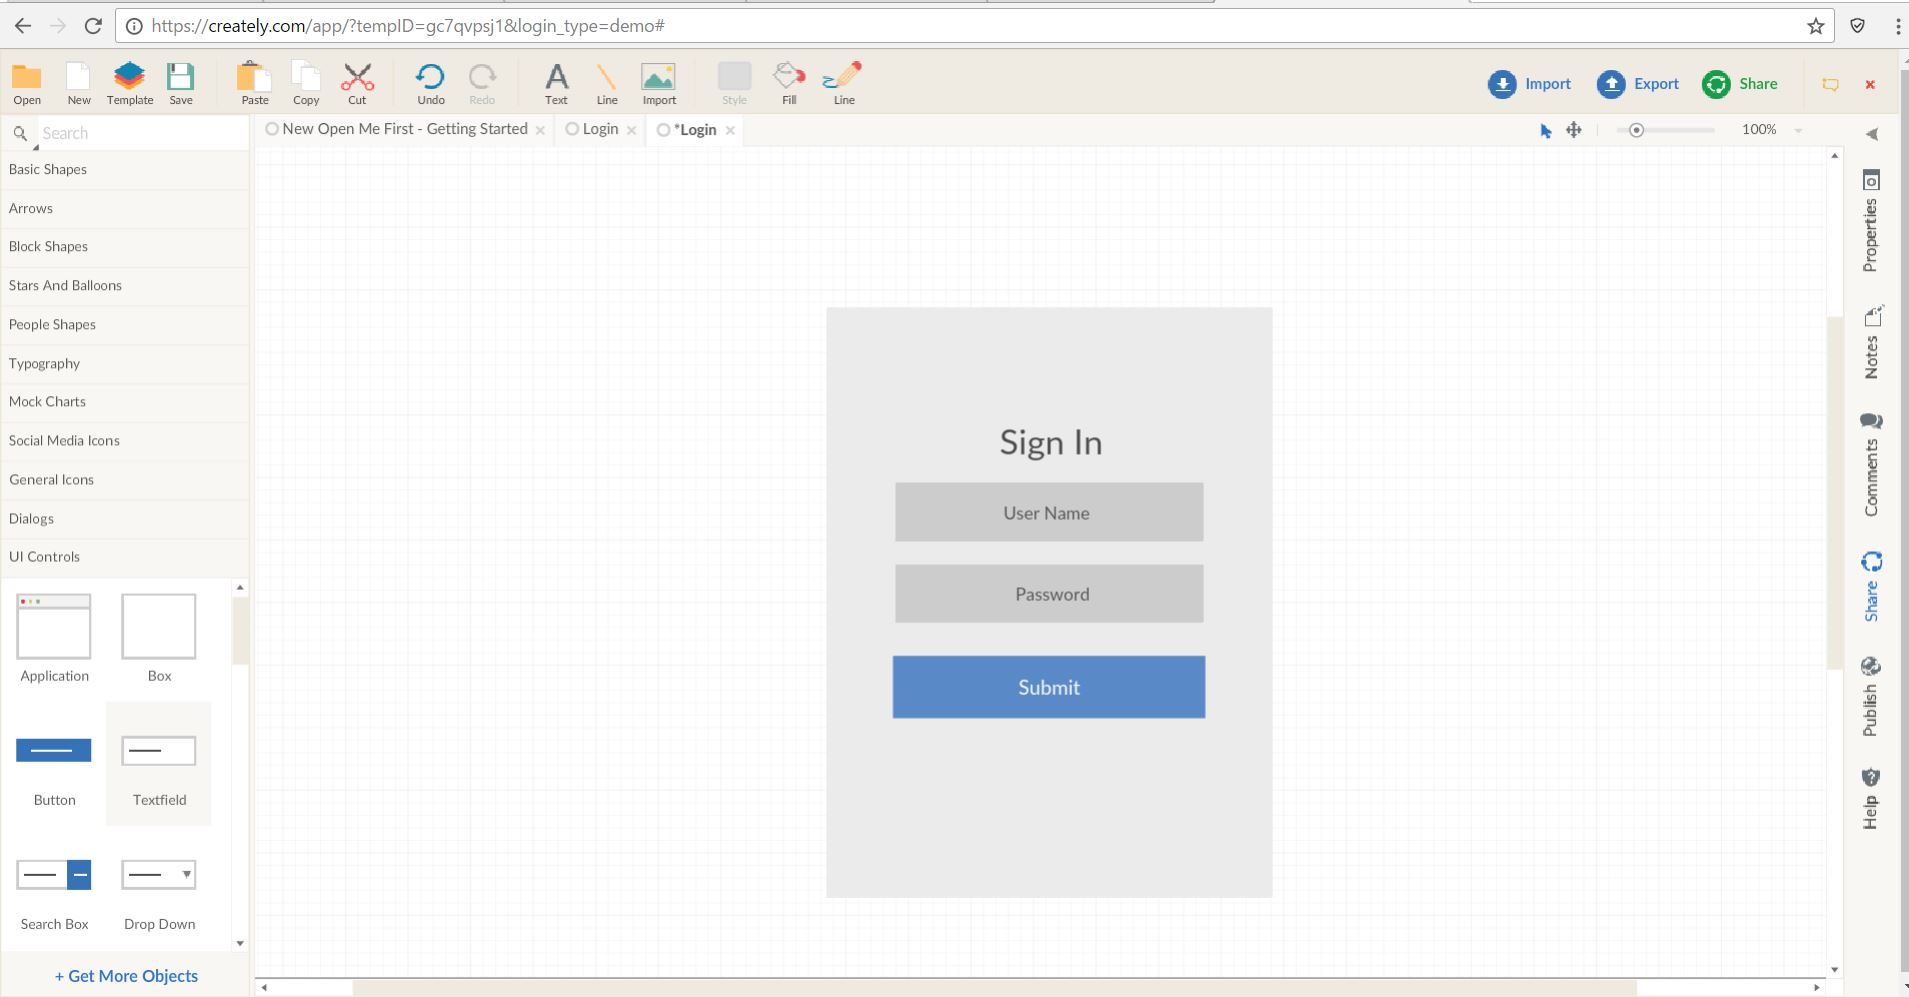 https://creately.com/app/?tempID=gc7qvpsj1&login_type=demo#
Open New Template Save Paste Copy Cut Undo Redo Text Line Import Style Fill Line Import Export Share
Search
New Open Me First - Getting Started
Login
*Login
100%
Basic Shapes
Arrows
Block Shapes
Stars And Balloons
People Shapes
Typography
Mock Charts
Social Media Icons
General Icons
Dialogs
UI Controls
Application Box
Button Textfield
Search Box Drop Down
+ Get More Objects
Sign In
User Name
Password
Submit
Properties
Notes
Comments
Share
Publish
Help